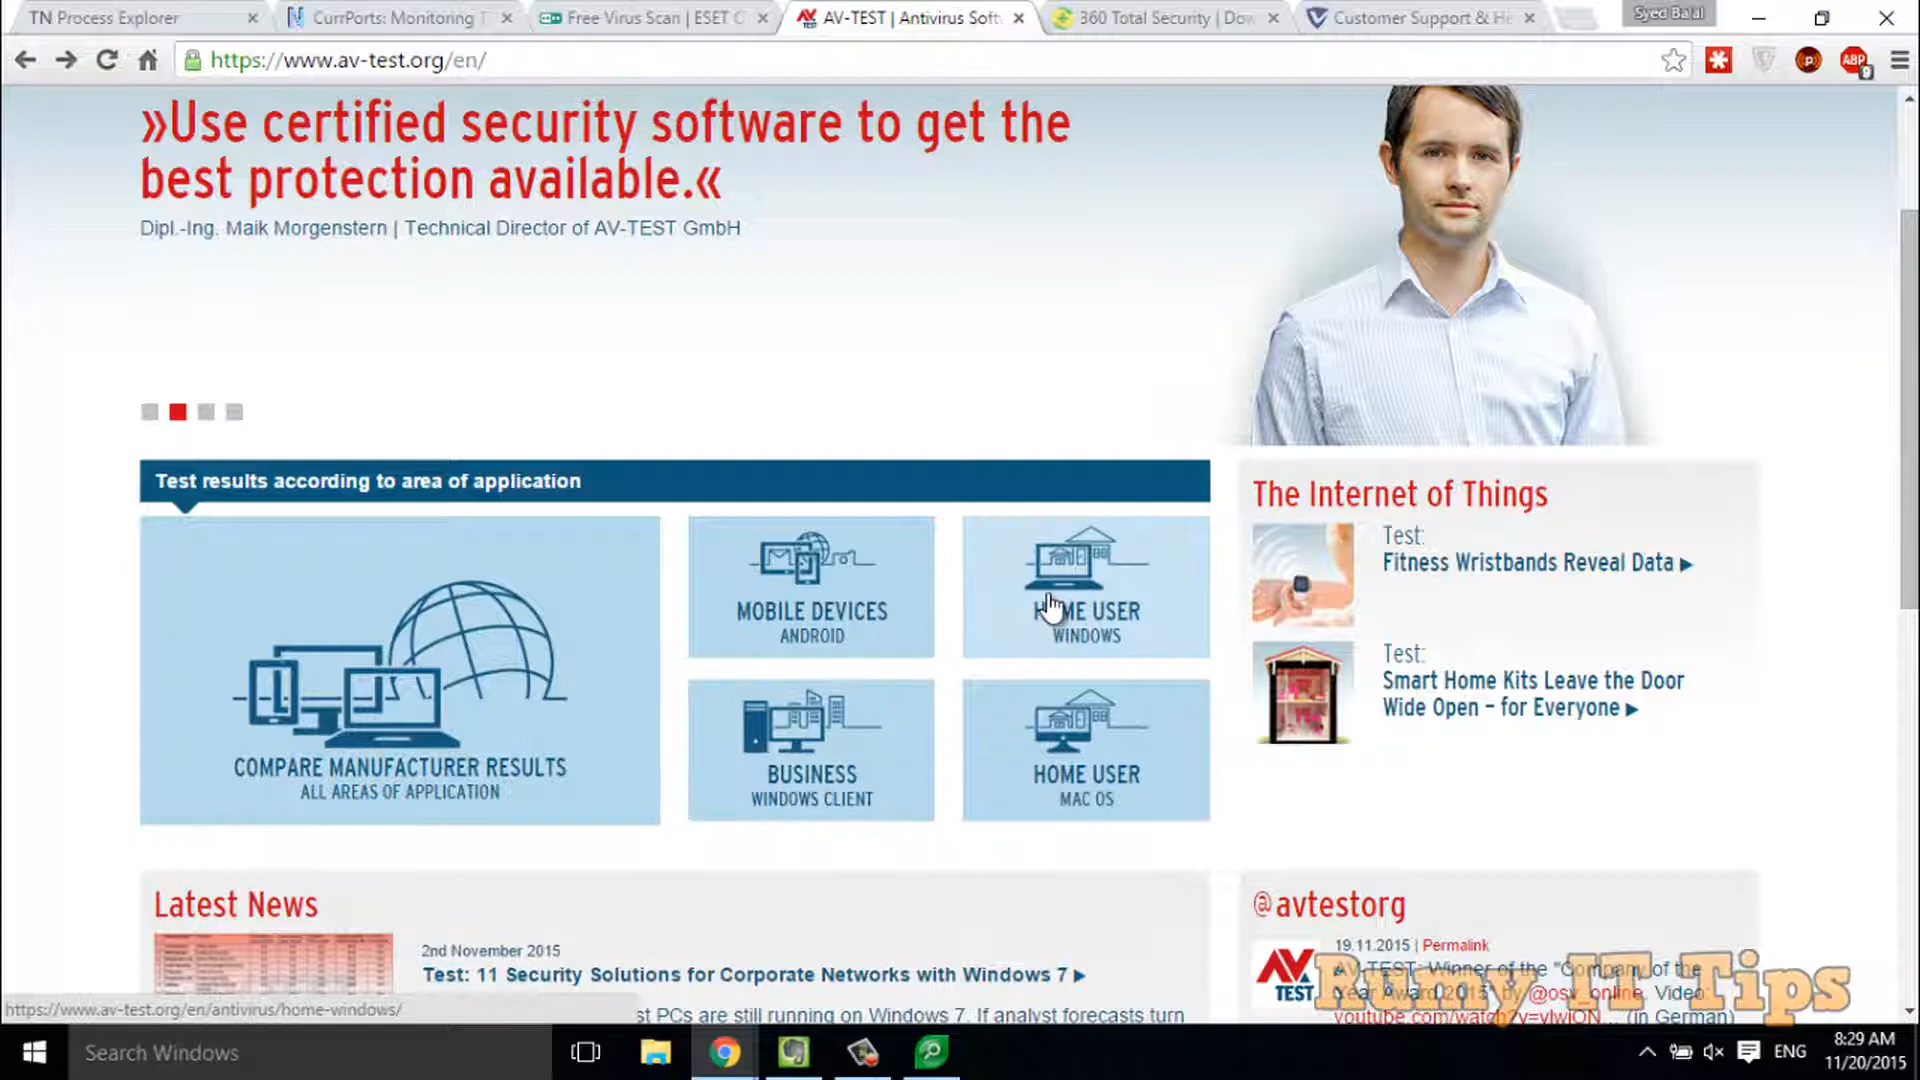 TN Process Explorer
CurrPorts: Monitoring T
Free Virus Scan | ESET C
AV-TEST | Antivirus Soft
360 Total Security | Dow
Customer Support & He
Syed Balal
https://www.av-test.org/en/
ABP
9
»Use certified security software to get the
best protection available.«
Dipl.-Ing. Maik Morgenstern | Technical Director of AV-TEST GmbH
Test results according to area of application
COMPARE MANUFACTURER RESULTS
ALL AREAS OF APPLICATION
MOBILE DEVICES
ANDROID
HOME USER
WINDOWS
BUSINESS
WINDOWS CLIENT
HOME USER
MAC OS
The Internet of Things
Test:
Fitness Wristbands Reveal Data
Test:
Smart Home Kits Leave the Door
Wide Open – for Everyone
Latest News
2nd November 2015
Test: 11 Security Solutions for Corporate Networks with Windows 7
st PCs are still running on Windows 7. If analyst forecasts turn
@avtestorg
AV TEST
19.11.2015 | Permalink
AV-TEST: Winner of the "Company of the
Year Award 2015" by @osv_online. Video:
(in German)
Rumy IT Tips
https://www.av-test.org/en/antivirus/home-windows/
Search Windows
ENG
8:29 AM
11/20/2015